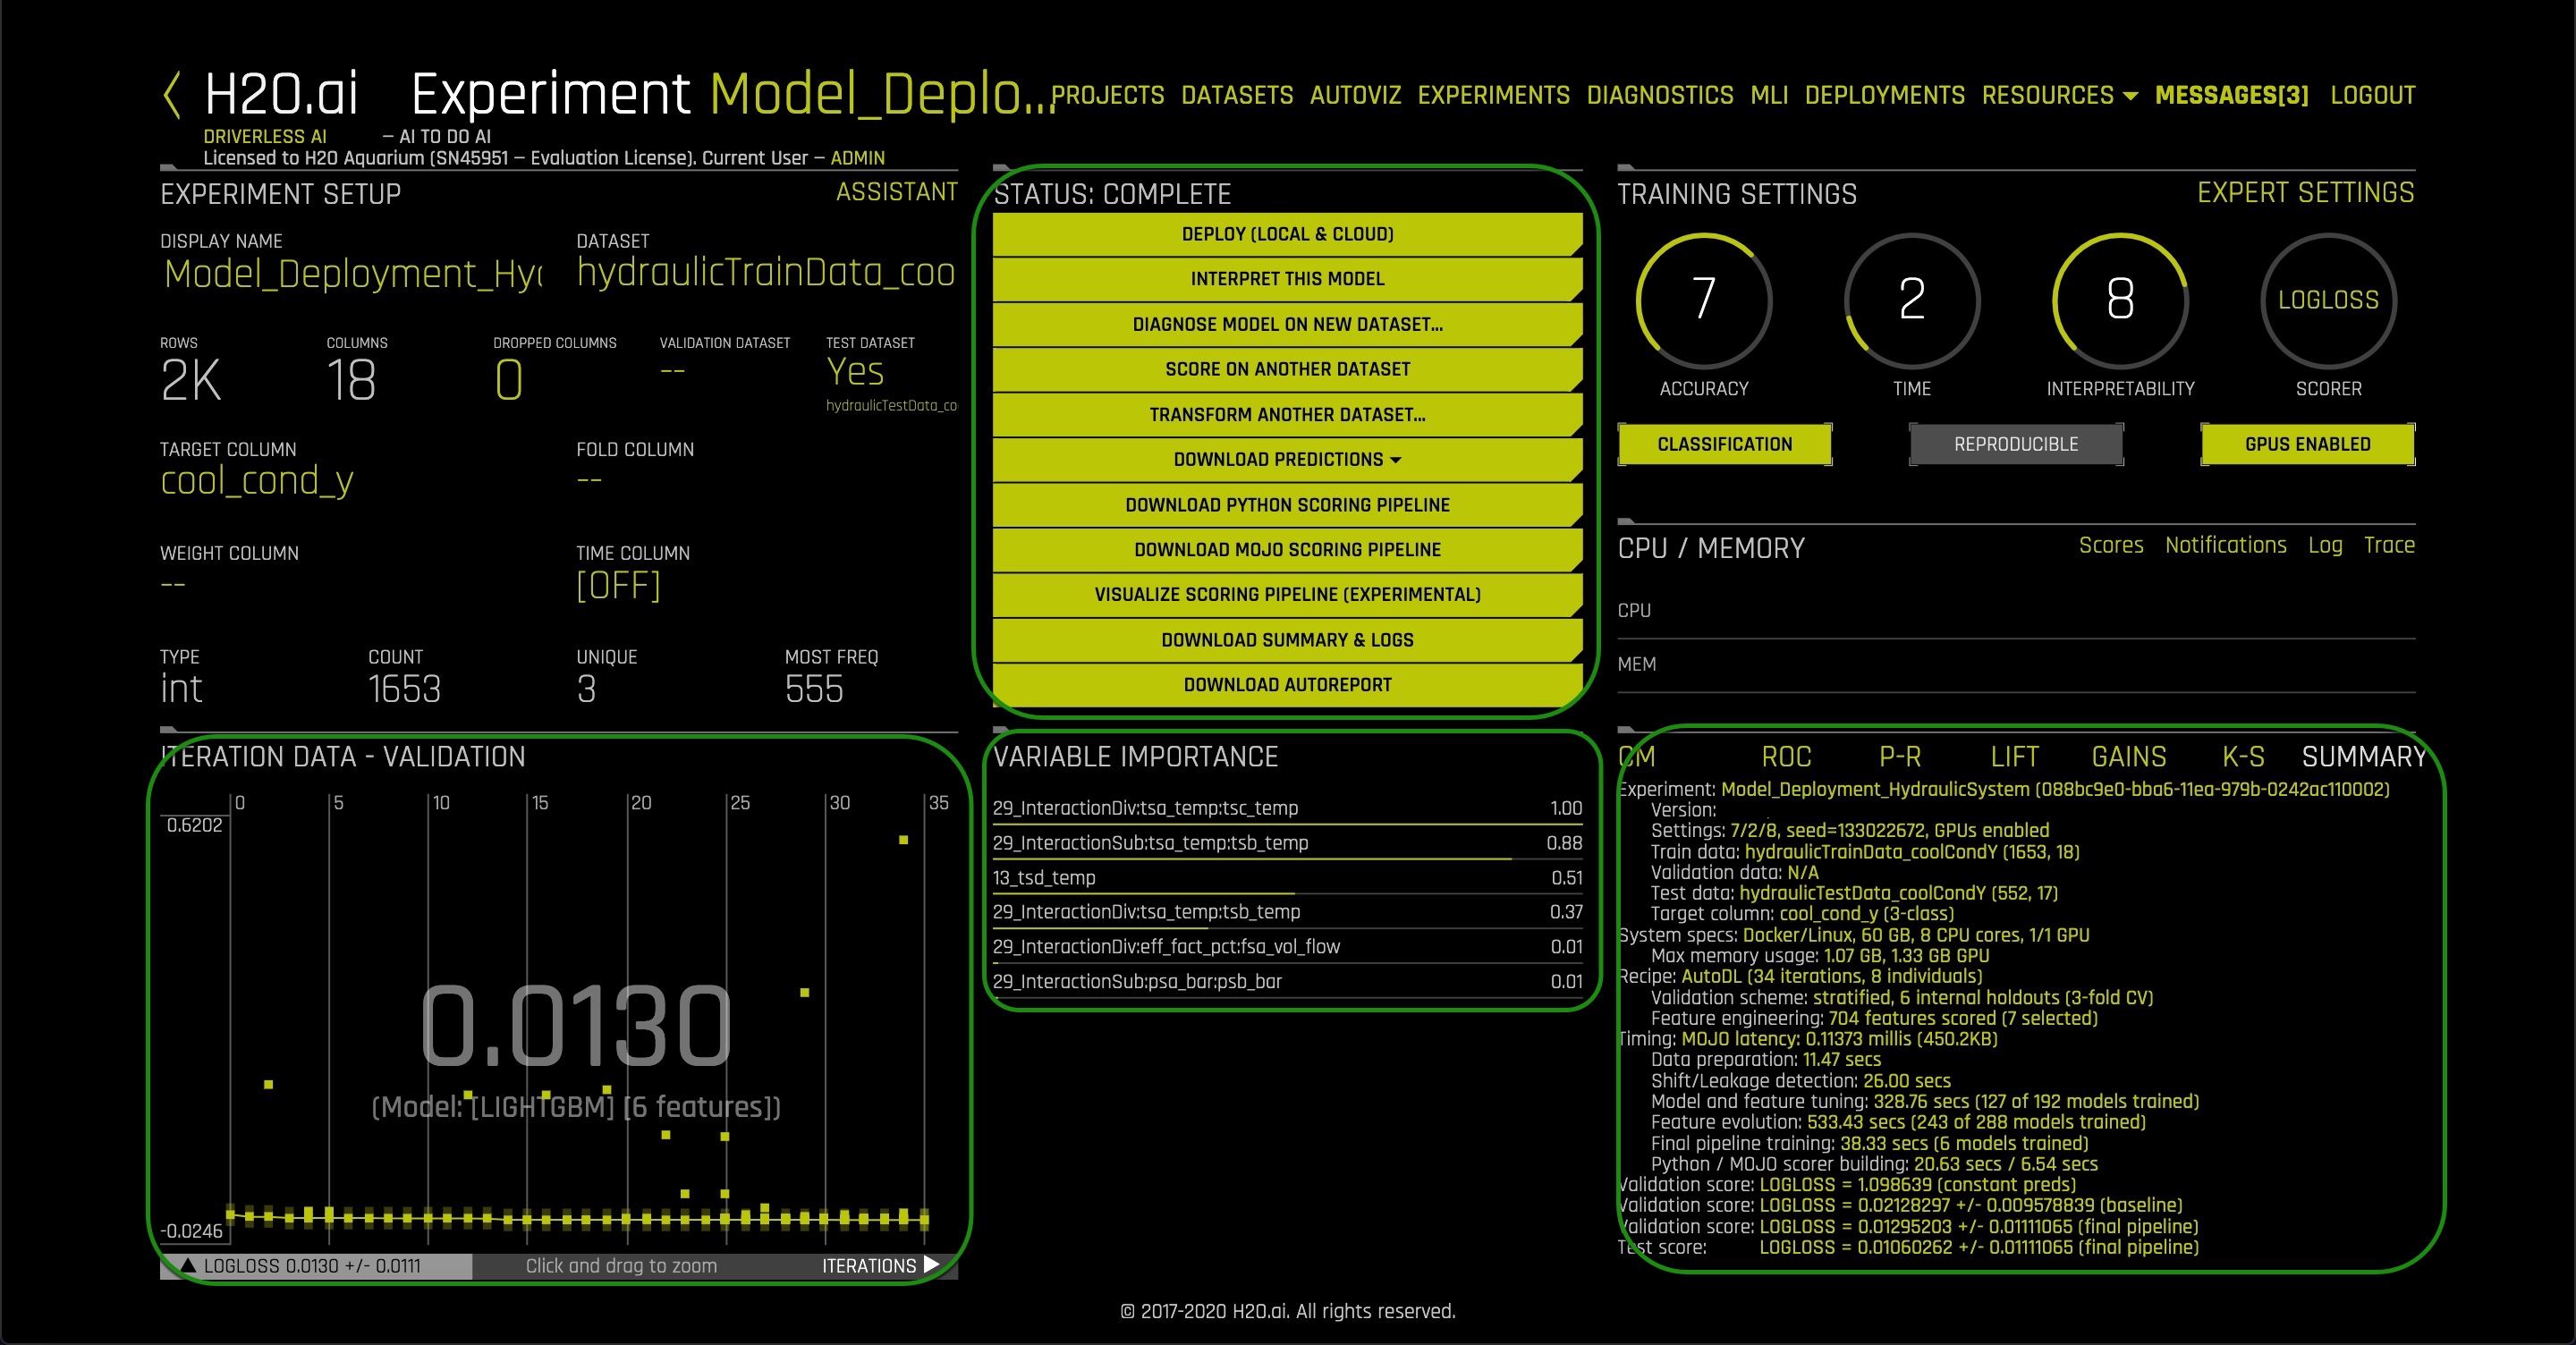 H2O.ai Experiment Model_Deplo...
PROJECTS DATASETS AUTOVIZ EXPERIMENTS DIAGNOSTICS MLI DEPLOYMENTS RESOURCES MESSAGES[3] LOGOUT
DRIVERLESS AI — AI TO DO AI
Licensed to H2O Aquarium (SN45951 — Evaluation License). Current User — ADMIN
EXPERIMENT SETUP ASSISTANT
DISPLAY NAME DATASET
Model_Deployment_Hy hydraulicTrainData_coo
ROWS COLUMNS DROPPED COLUMNS VALIDATION DATASET TEST DATASET
2K 18 0 -- Yes
hydraulicTestData_co
TARGET COLUMN FOLD COLUMN
cool_cond_y --
WEIGHT COLUMN TIME COLUMN
-- [OFF]
TYPE COUNT UNIQUE MOST FREQ
int 1653 3 555
STATUS: COMPLETE
DEPLOY (LOCAL & CLOUD)
INTERPRET THIS MODEL
DIAGNOSE MODEL ON NEW DATASET...
SCORE ON ANOTHER DATASET
TRANSFORM ANOTHER DATASET...
DOWNLOAD PREDICTIONS
DOWNLOAD PYTHON SCORING PIPELINE
DOWNLOAD MOJO SCORING PIPELINE
VISUALIZE SCORING PIPELINE (EXPERIMENTAL)
DOWNLOAD SUMMARY & LOGS
DOWNLOAD AUTOREPORT
TRAINING SETTINGS EXPERT SETTINGS
7 2 8 LOGLOSS
ACCURACY TIME INTERPRETABILITY SCORER
CLASSIFICATION REPRODUCIBLE GPUS ENABLED
CPU / MEMORY Scores Notifications Log Trace
CPU
MEM
ITERATION DATA - VALIDATION
0 5 10 15 20 25 30 35
0.6202
0.0130
(Model: [LIGHTGBM] [6 features])
-0.0246
LOGLOSS 0.0130 +/- 0.0111 Click and drag to zoom ITERATIONS
VARIABLE IMPORTANCE
29_InteractionDiv:tsa_temp:tsc_temp 1.00
29_InteractionSub:tsa_temp:tsb_temp 0.88
13_tsd_temp 0.51
29_InteractionDiv:tsa_temp:tsb_temp 0.37
29_InteractionDiv:eff_fact_pct:fsa_vol_flow 0.01
29_InteractionSub:psa_bar:psb_bar 0.01
CM ROC P-R LIFT GAINS K-S SUMMARY
Experiment: Model_Deployment_HydraulicSystem (088bc9e0-bba6-11ea-979b-0242ac110002)
Version:
Settings: 7/2/8, seed=133022672, GPUs enabled
Train data: hydraulicTrainData_coolCondY (1653, 18)
Validation data: N/A
Test data: hydraulicTestData_coolCondY (552, 17)
Target column: cool_cond_y (3-class)
System specs: Docker/Linux, 60 GB, 8 CPU cores, 1/1 GPU
Max memory usage: 1.07 GB, 1.33 GB GPU
Recipe: AutoDL (34 iterations, 8 individuals)
Validation scheme: stratified, 6 internal holdouts (3-fold CV)
Feature engineering: 704 features scored (7 selected)
Timing: MOJO latency: 0.11373 millis (450.2KB)
Data preparation: 11.47 secs
Shift/Leakage detection: 26.00 secs
Model and feature tuning: 328.76 secs (127 of 192 models trained)
Feature evolution: 533.43 secs (243 of 288 models trained)
Final pipeline training: 38.33 secs (6 models trained)
Python / MOJO scorer building: 20.63 secs / 6.54 secs
Validation score: LOGLOSS = 1.098639 (constant preds)
Validation score: LOGLOSS = 0.02128297 +/- 0.009578839 (baseline)
Validation score: LOGLOSS = 0.01295203 +/- 0.01111065 (final pipeline)
Test score: LOGLOSS = 0.01060262 +/- 0.01111065 (final pipeline)
© 2017-2020 H2O.ai. All rights reserved.